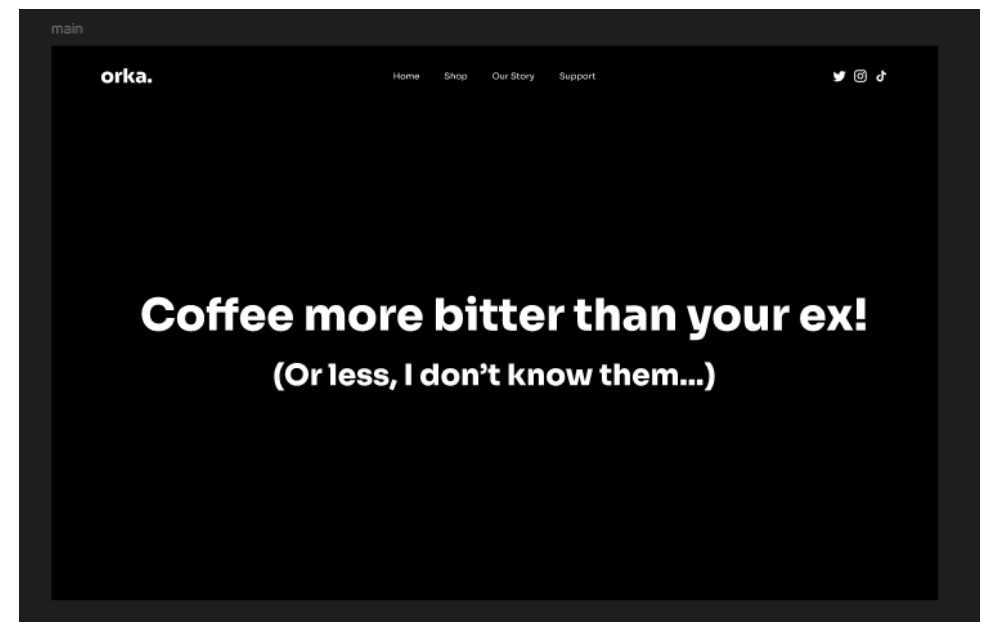 main
orka.
Home Shop Our Story Support
Coffee more bitter than your ex!
(Or less, I don’t know them...)